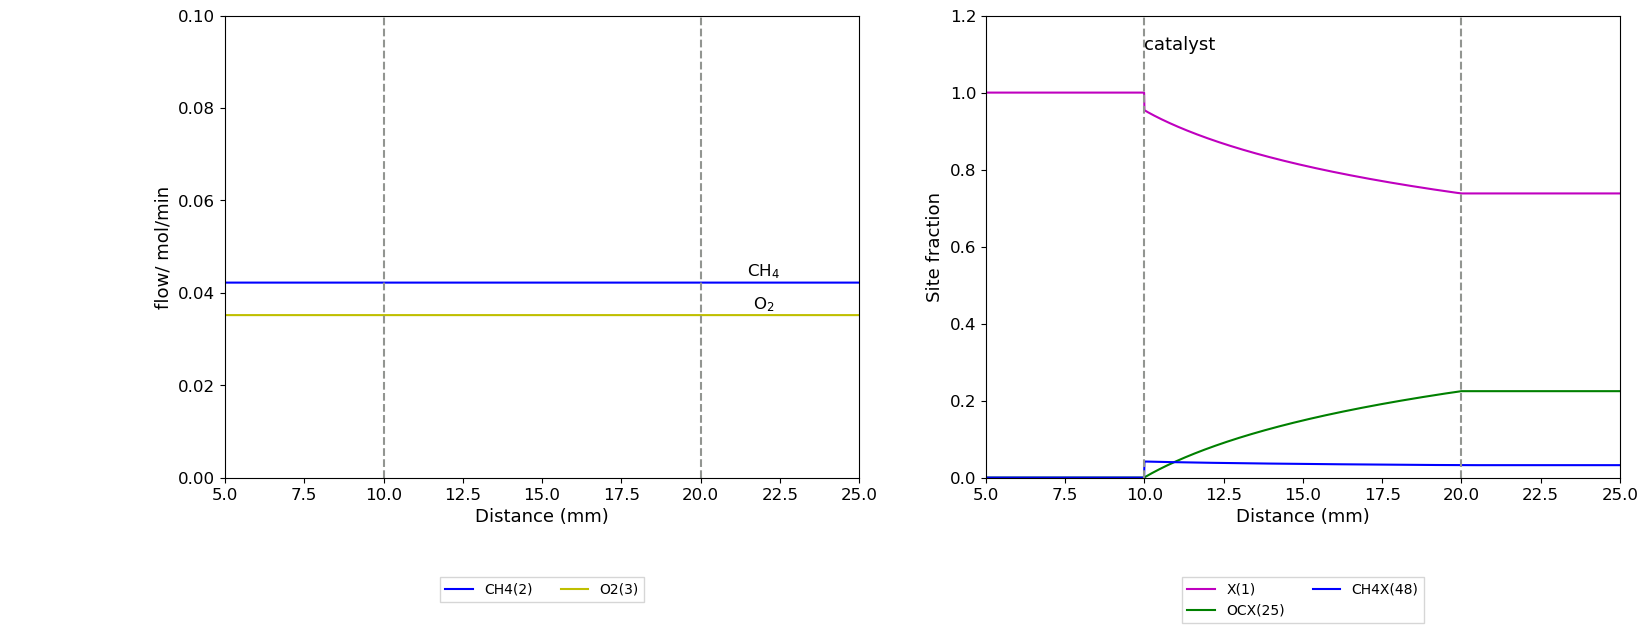 0.10
0.08
0.06
0.04
0.02
0.00
flow/ mol/min
CH₄
O₂
5.0 7.5 10.0 12.5 15.0 17.5 20.0 22.5 25.0
Distance (mm)
CH4(2) O2(3)
1.2
1.0
0.8
0.6
0.4
0.2
0.0
Site fraction
catalyst
5.0 7.5 10.0 12.5 15.0 17.5 20.0 22.5 25.0
Distance (mm)
X(1) CH4X(48)
OCX(25)